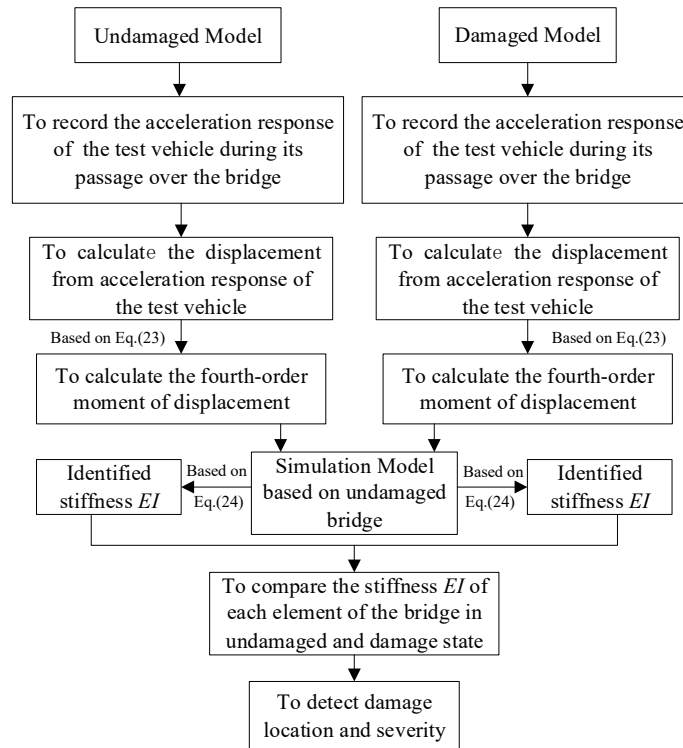 Undamaged Model
Damaged Model
To record the acceleration response
of the test vehicle during its
passage over the bridge
To record the acceleration response
of the test vehicle during its
passage over the bridge
To calculate the displacement
from acceleration response of
the test vehicle
To calculate the displacement
from acceleration response of
the test vehicle
Based on Eq.(23)
Based on Eq.(23)
To calculate the fourth-order
moment of displacement
To calculate the fourth-order
moment of displacement
Identified
stiffness EI
Based on
Eq.(24)
Simulation Model
based on undamaged
bridge
Based on
Eq.(24)
Identified
stiffness EI
To compare the stiffness EI of
each element of the bridge in
undamaged and damage state
To detect damage
location and severity